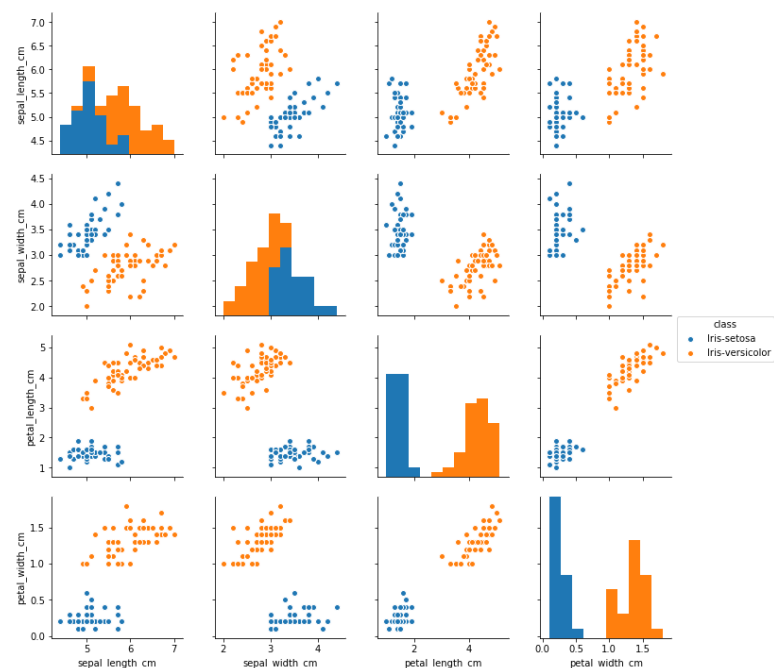 sepal_length_cm
7.0
6.5
6.0
5.5
5.0
4.5
sepal_width_cm
4.5
4.0
3.5
3.0
2.5
2.0
class
Iris-setosa
Iris-versicolor
petal_length_cm
5
4
3
2
1
petal_width_cm
1.5
1.0
0.5
0.0
5 6 7
2 3 4
2 4
0.0 0.5 1.0 1.5
sepal_length_cm
sepal_width_cm
petal_length_cm
petal_width_cm